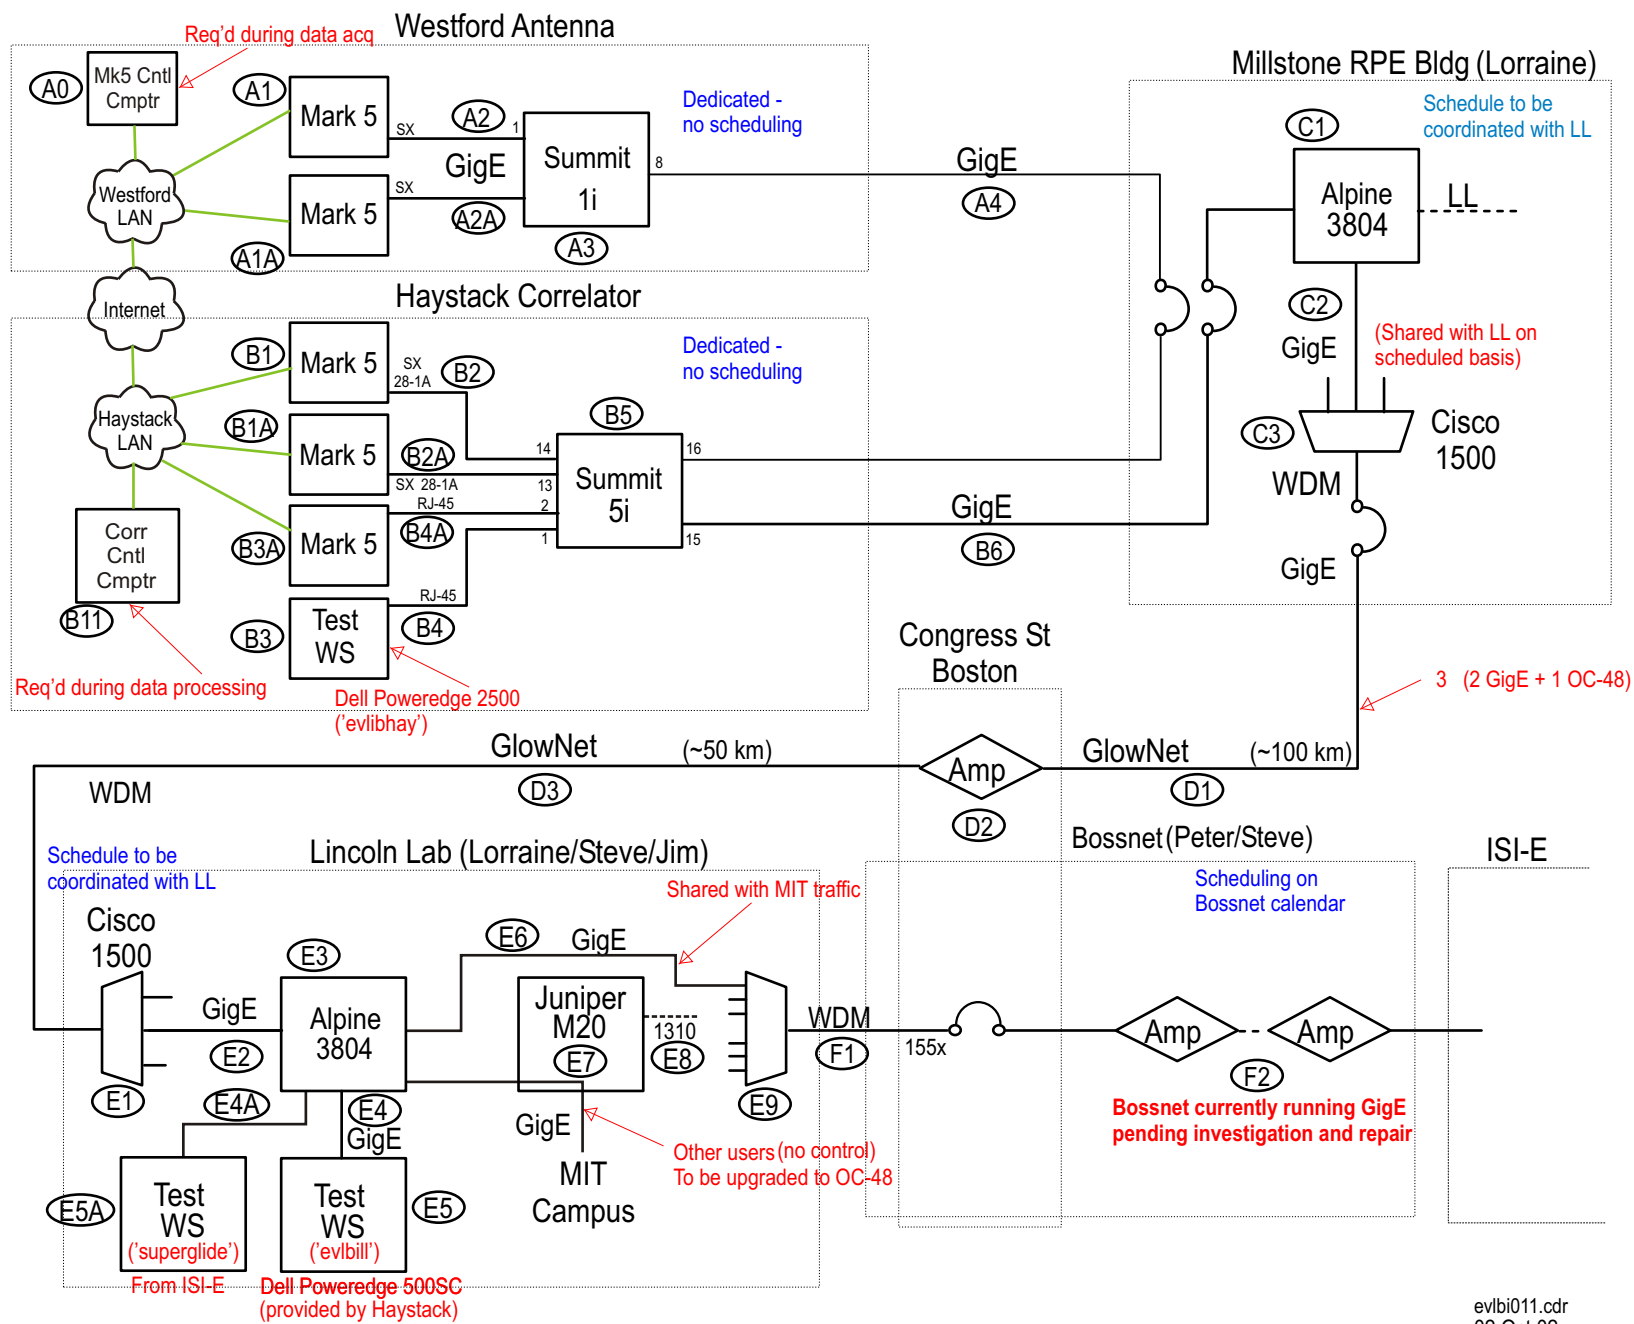 Westford Antenna
Req'd during data acq
A0
Mk5 Cntl
Cmptr
A1
Mark 5
SX
A2
1
GigE
Summit
1i
8
Dedicated -
no scheduling
Westford
LAN
Mark 5
SX
A2A
A3
A1A
GigE
A4
Millstone RPE Bldg (Lorraine)
Schedule to be
coordinated with LL
C1
Alpine
3804
LL
C2
GigE
(Shared with LL on
scheduled basis)
C3
Cisco
1500
WDM
GigE
Internet
Haystack Correlator
B1
Mark 5
SX
28-1A
B2
Dedicated -
no scheduling
Haystack
LAN
B1A
Mark 5
B2A
SX 28-1A
B5
14
13
2
1
Summit
5i
16
15
RJ-45
B3A
Mark 5
B4A
GigE
B6
Corr
Cntl
Cmptr
B11
RJ-45
B3
Test
WS
B4
Req'd during data processing
Dell Poweredge 2500
('evlibhay')
Congress St
Boston
3 (2 GigE + 1 OC-48)
GlowNet
(~50 km)
D3
WDM
Amp
D2
GlowNet
(~100 km)
D1
Schedule to be
coordinated with LL
Lincoln Lab (Lorraine/Steve/Jim)
Shared with MIT traffic
Bossnet (Peter/Steve)
Scheduling on
Bossnet calendar
ISI-E
Cisco
1500
E1
GigE
E2
E3
Alpine
3804
E6
GigE
Juniper
M20
E7
1310
E8
E9
WDM
F1
155x
Amp
Amp
F2
Bossnet currently running GigE
pending investigation and repair
E4A
E4
GigE
GigE
MIT
Campus
Other users (no control)
To be upgraded to OC-48
E5A
Test
WS
('superglide')
From ISI-E
Test
WS
('evlbill')
E5
Dell Poweredge 500SC
(provided by Haystack)
evlbi011.cdr